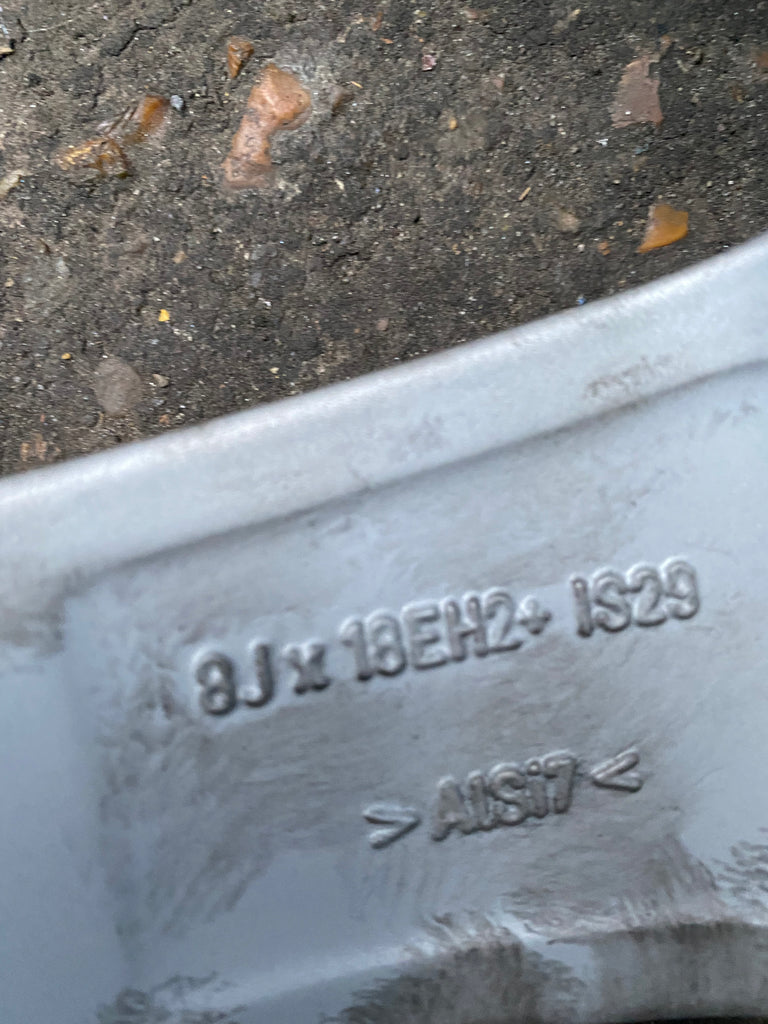 8J x 18EH2+ IS29
> AlSi7 <